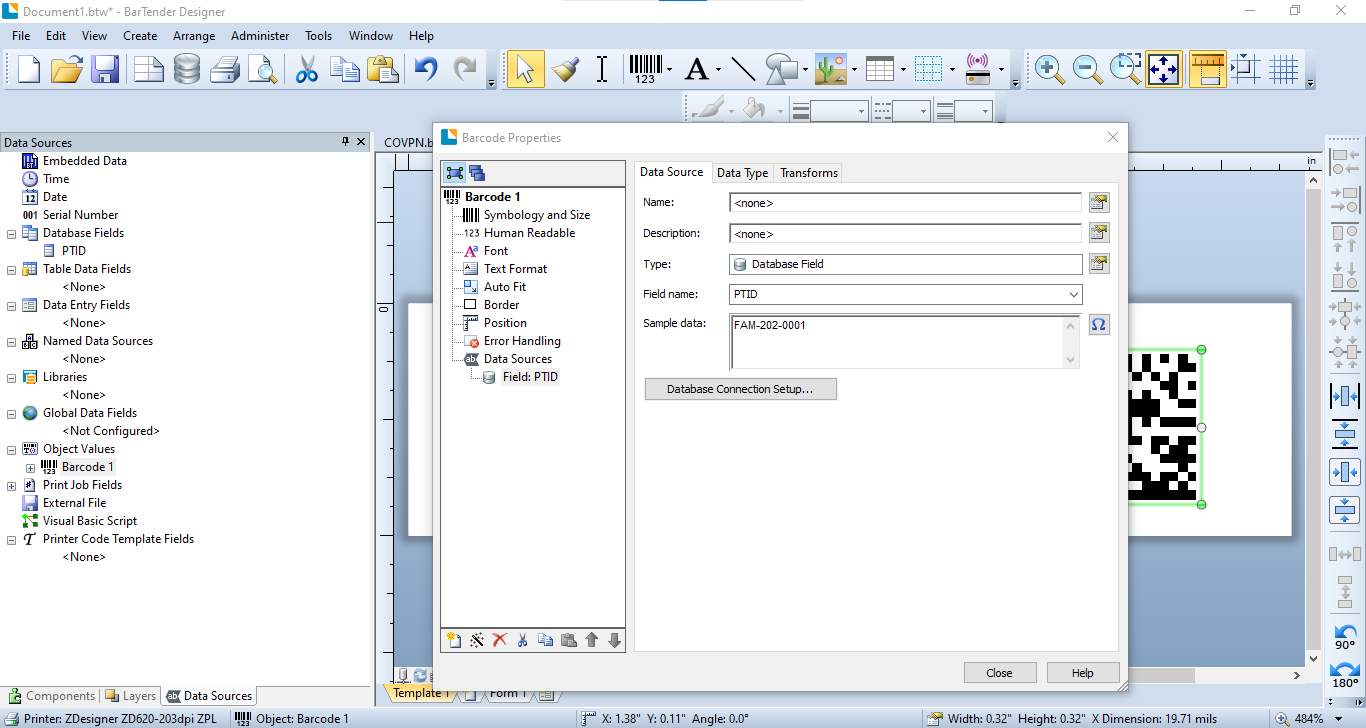 Document1.btw* - BarTender Designer
File Edit View Create Arrange Administer Tools Window Help
123
Data Sources
COVPN.b
in
Embedded Data
Time
12 Date
001 Serial Number
Database Fields
PTID
Table Data Fields
<None>
Data Entry Fields
<None>
Named Data Sources
<None>
Libraries
<None>
Global Data Fields
<Not Configured>
Object Values
123 Barcode 1
Print Job Fields
External File
Visual Basic Script
T Printer Code Template Fields
<None>
Components Layers Data Sources
Barcode Properties
123 Barcode 1
Symbology and Size
123 Human Readable
Font
Text Format
Auto Fit
Border
Position
Error Handling
Data Sources
Field: PTID
Data Source Data Type Transforms
Name: <none>
Description: <none>
Type: Database Field
Field name: PTID
Sample data: FAM-202-0001
Ω
Database Connection Setup...
Close Help
0
90°
180°
Template 1 Form 1
Printer: ZDesigner ZD620-203dpi ZPL 123 Object: Barcode 1 X: 1.38" Y: 0.11" Angle: 0.0° Width: 0.32" Height: 0.32" X Dimension: 19.71 mils 484%